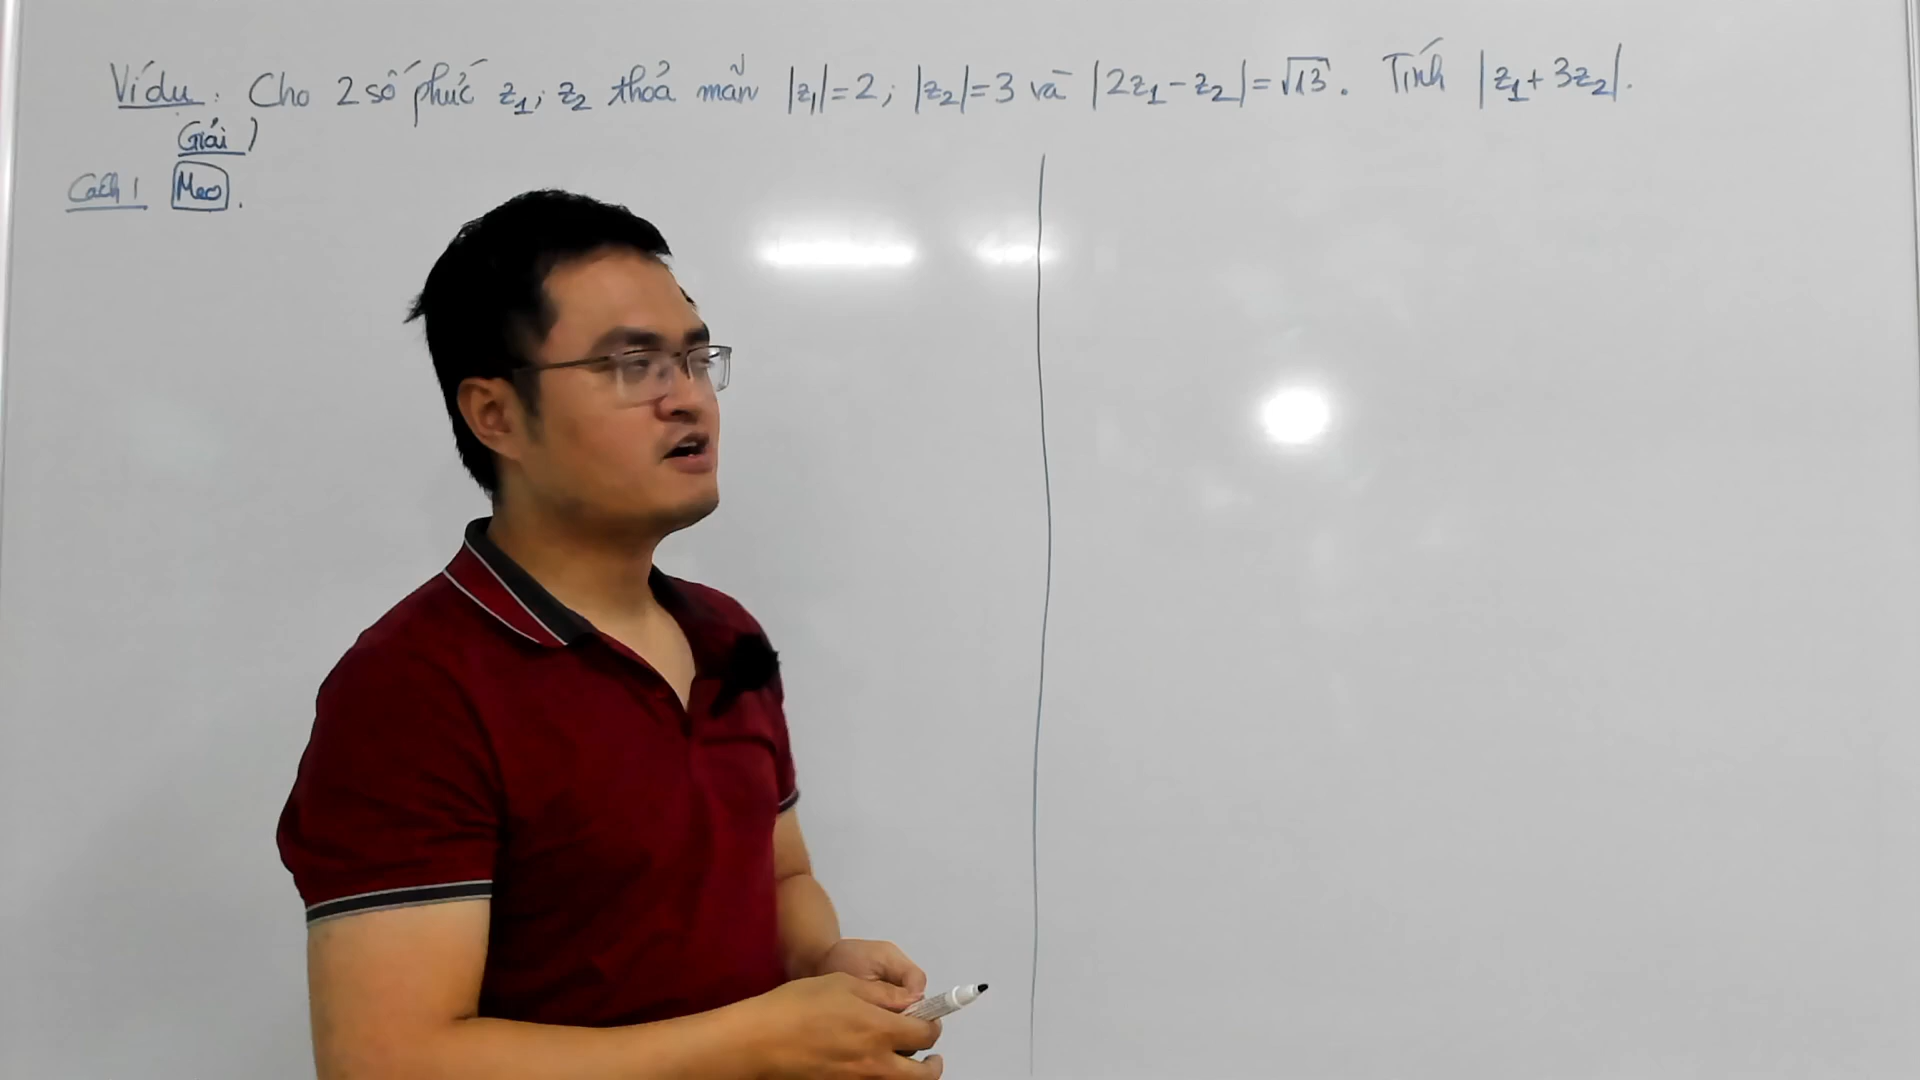 Ví dụ: Cho 2 số phức z₁; z₂ thỏa mãn |z₁|=2; |z₂|=3 và |2z₁-z₂|=√13. Tính |z₁+3z₂|.
Giải )
Cách 1 Mẹo.